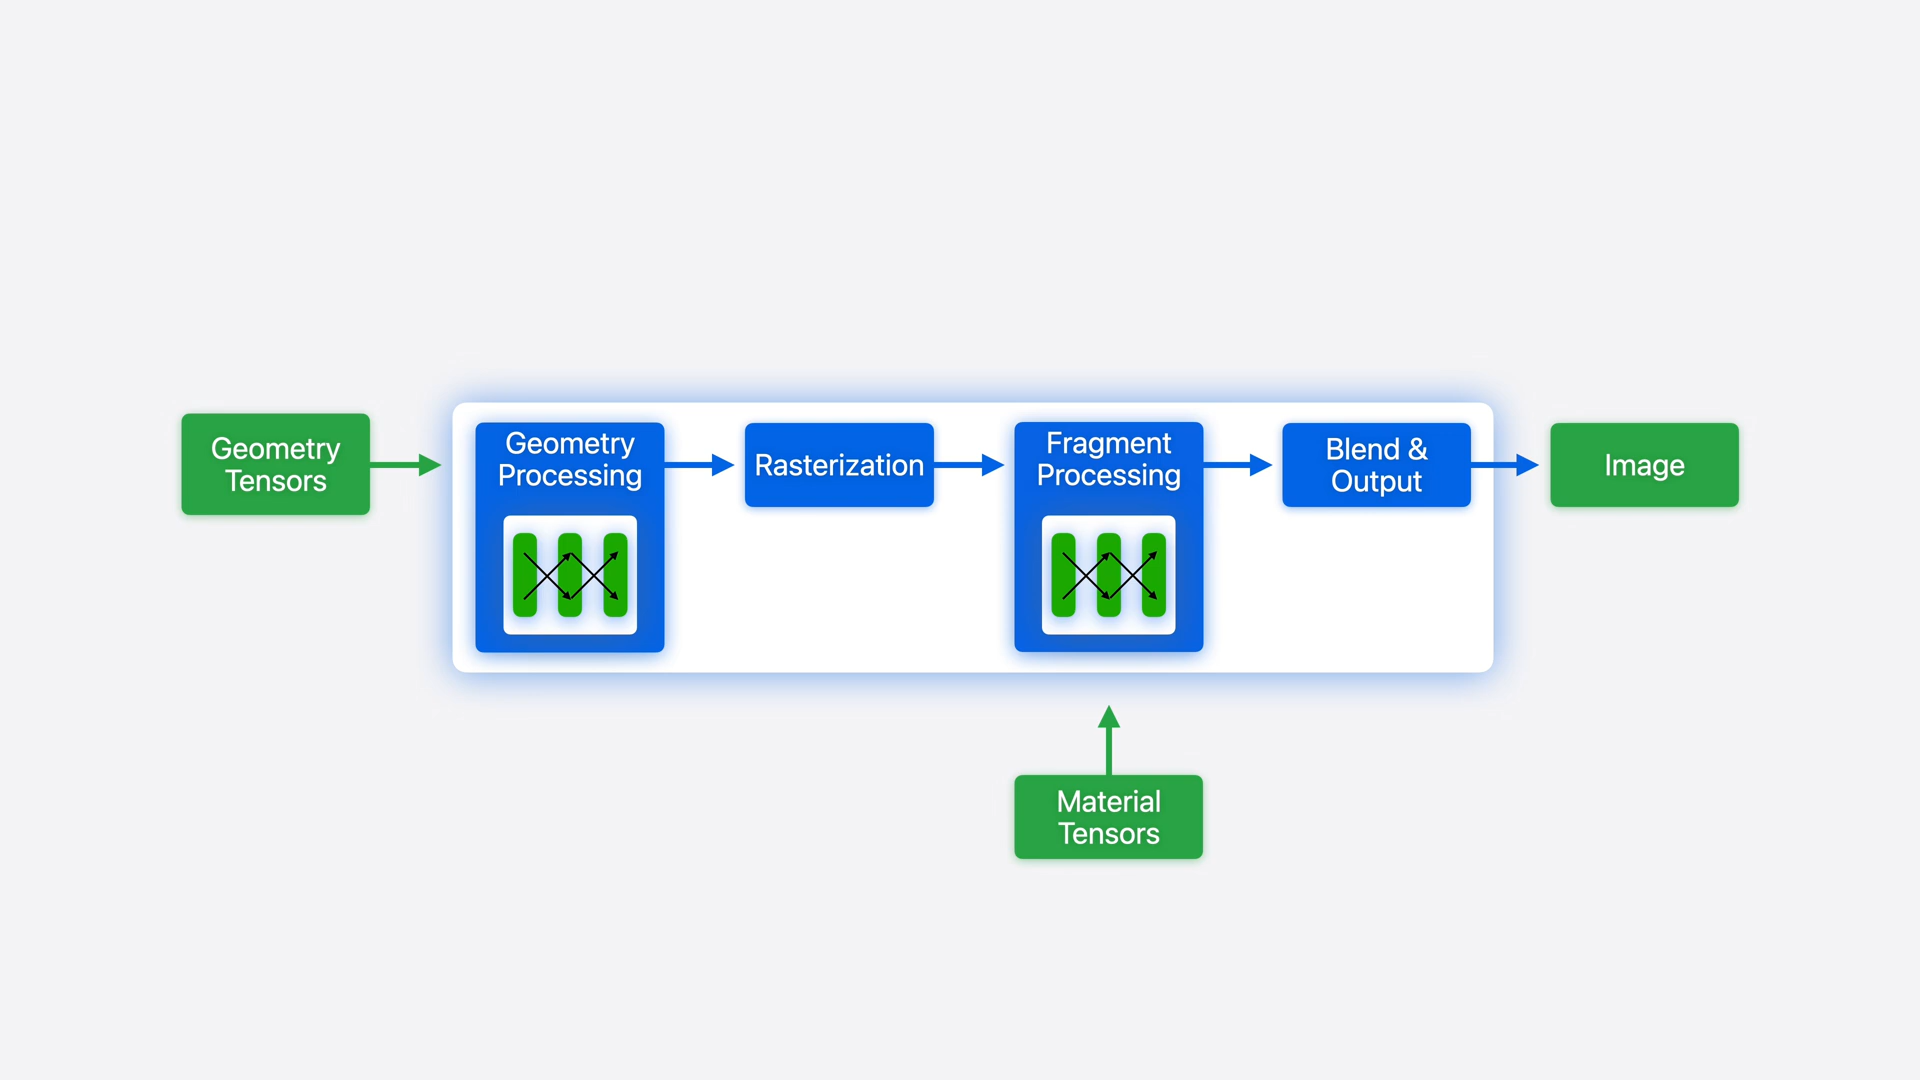 Geometry
Tensors
Geometry
Processing
Rasterization
Fragment
Processing
Blend &
Output
Image
Material
Tensors